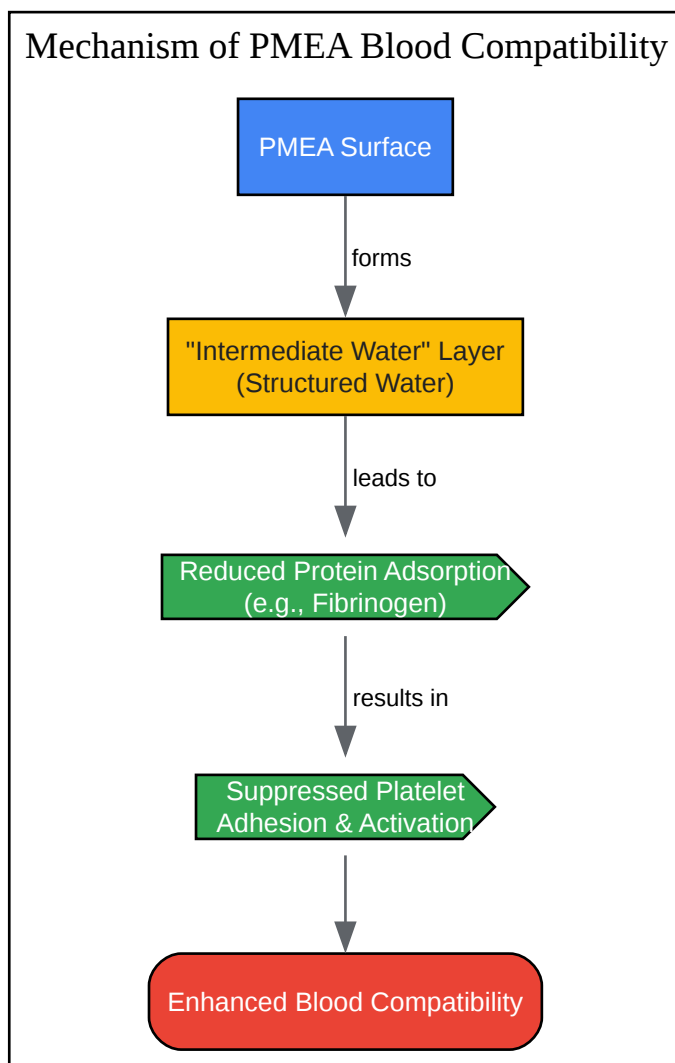 Mechanism of PMEA Blood Compatibility
PMEA Surface
forms
"Intermediate Water" Layer
(Structured Water)
leads to
Reduced Protein Adsorption
(e.g., Fibrinogen)
results in
Suppressed Platelet
Adhesion & Activation
Enhanced Blood Compatibility